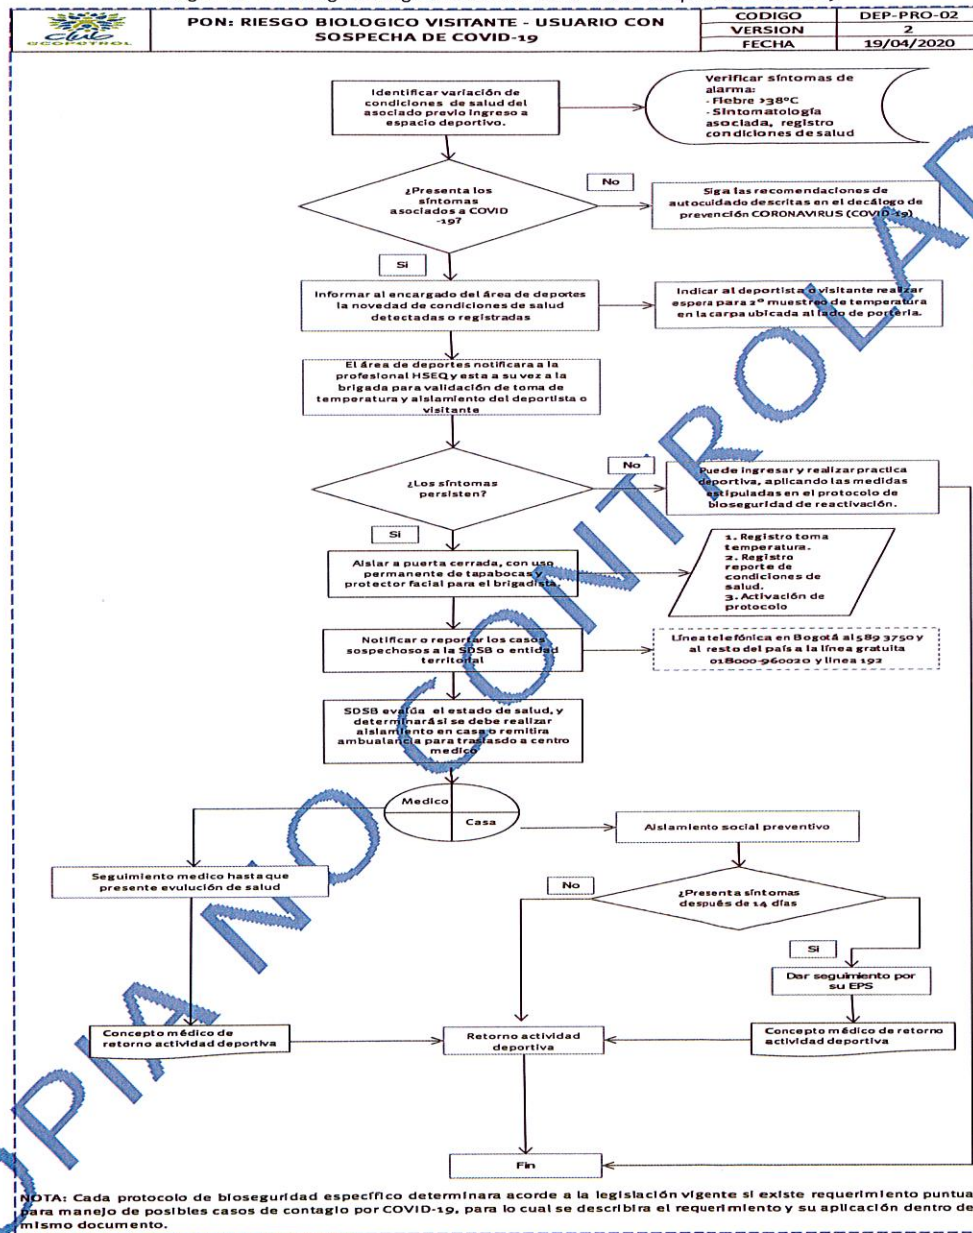 Club
ECOPETROL
PON: RIESGO BIOLOGICO VISITANTE - USUARIO CON
SOSPECHA DE COVID-19
CODIGO DEP-PRO-02
VERSION 2
FECHA 19/04/2020
Identificar variación de
condiciones de salud del
asociado previo ingreso a
espacio deportivo.
Verificar síntomas de
alarma:
- Fiebre >38°C
- Sintomatología
asociada, registro
condiciones de salud
¿Presenta los
síntomas
asociados a COVID
-19?
No
Siga las recomendaciones de
autocuidado descritas en el decálogo de
prevención CORONAVIRUS (COVID-19)
Si
Informar al encargado del área de deportes
la novedad de condiciones de salud
detectadas o registradas
Indicar al deportista o visitante realizar
espera para 2º muestreo de temperatura
en la carpa ubicada al lado de portería.
El área de deportes notificara a la
profesional HSEQ y esta a su vez a la
brigada para validación de toma de
temperatura y aislamiento del deportista o
visitante
¿Los síntomas
persisten?
No
Puede ingresar y realizar practica
deportiva, aplicando las medidas
estipuladas en el protocolo de
bioseguridad de reactivación.
Si
Aislar a puerta cerrada, con uso
permanente de tapabocas y
protector facial para el brigadista.
1. Registro toma
temperatura.
2. Registro
reporte de
condiciones de
salud.
3. Activación de
protocolo
Notificar o reportar los casos
sospechosos a la SDSB o entidad
territorial
Línea telefónica en Bogotá al 589 3750 y
al resto del país a la línea gratuita
018000-960020 y linea 192
SDSB evalúa el estado de salud, y
determinará si se debe realizar
aislamiento en casa o remitira
ambualancia para traslasdo a centro
medico
Medico
Casa
Aislamiento social preventivo
Seguimiento medico hasta que
presente evulución de salud
No
¿Presenta síntomas
después de 14 días
Si
Dar seguimiento por
su EPS
Concepto médico de
retorno actividad deportiva
Retorno actividad
deportiva
Concepto médico de retorno
actividad deportiva
Fin
NOTA: Cada protocolo de bioseguridad específico determinara acorde a la legislación vigente si existe requerimiento puntua
para manejo de posibles casos de contagio por COVID-19, para lo cual se describira el requerimiento y su aplicación dentro de
mismo documento.
OPIA NO CONTROLAD